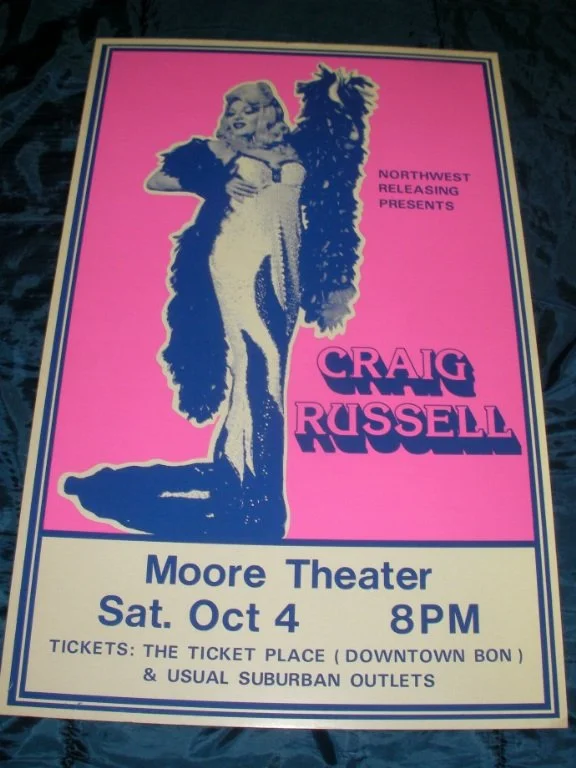 NORTHWEST
RELEASING
PRESENTS
CRAIG
RUSSELL
Moore Theater
Sat. Oct 4 8PM
TICKETS: THE TICKET PLACE ( DOWNTOWN BON )
& USUAL SUBURBAN OUTLETS